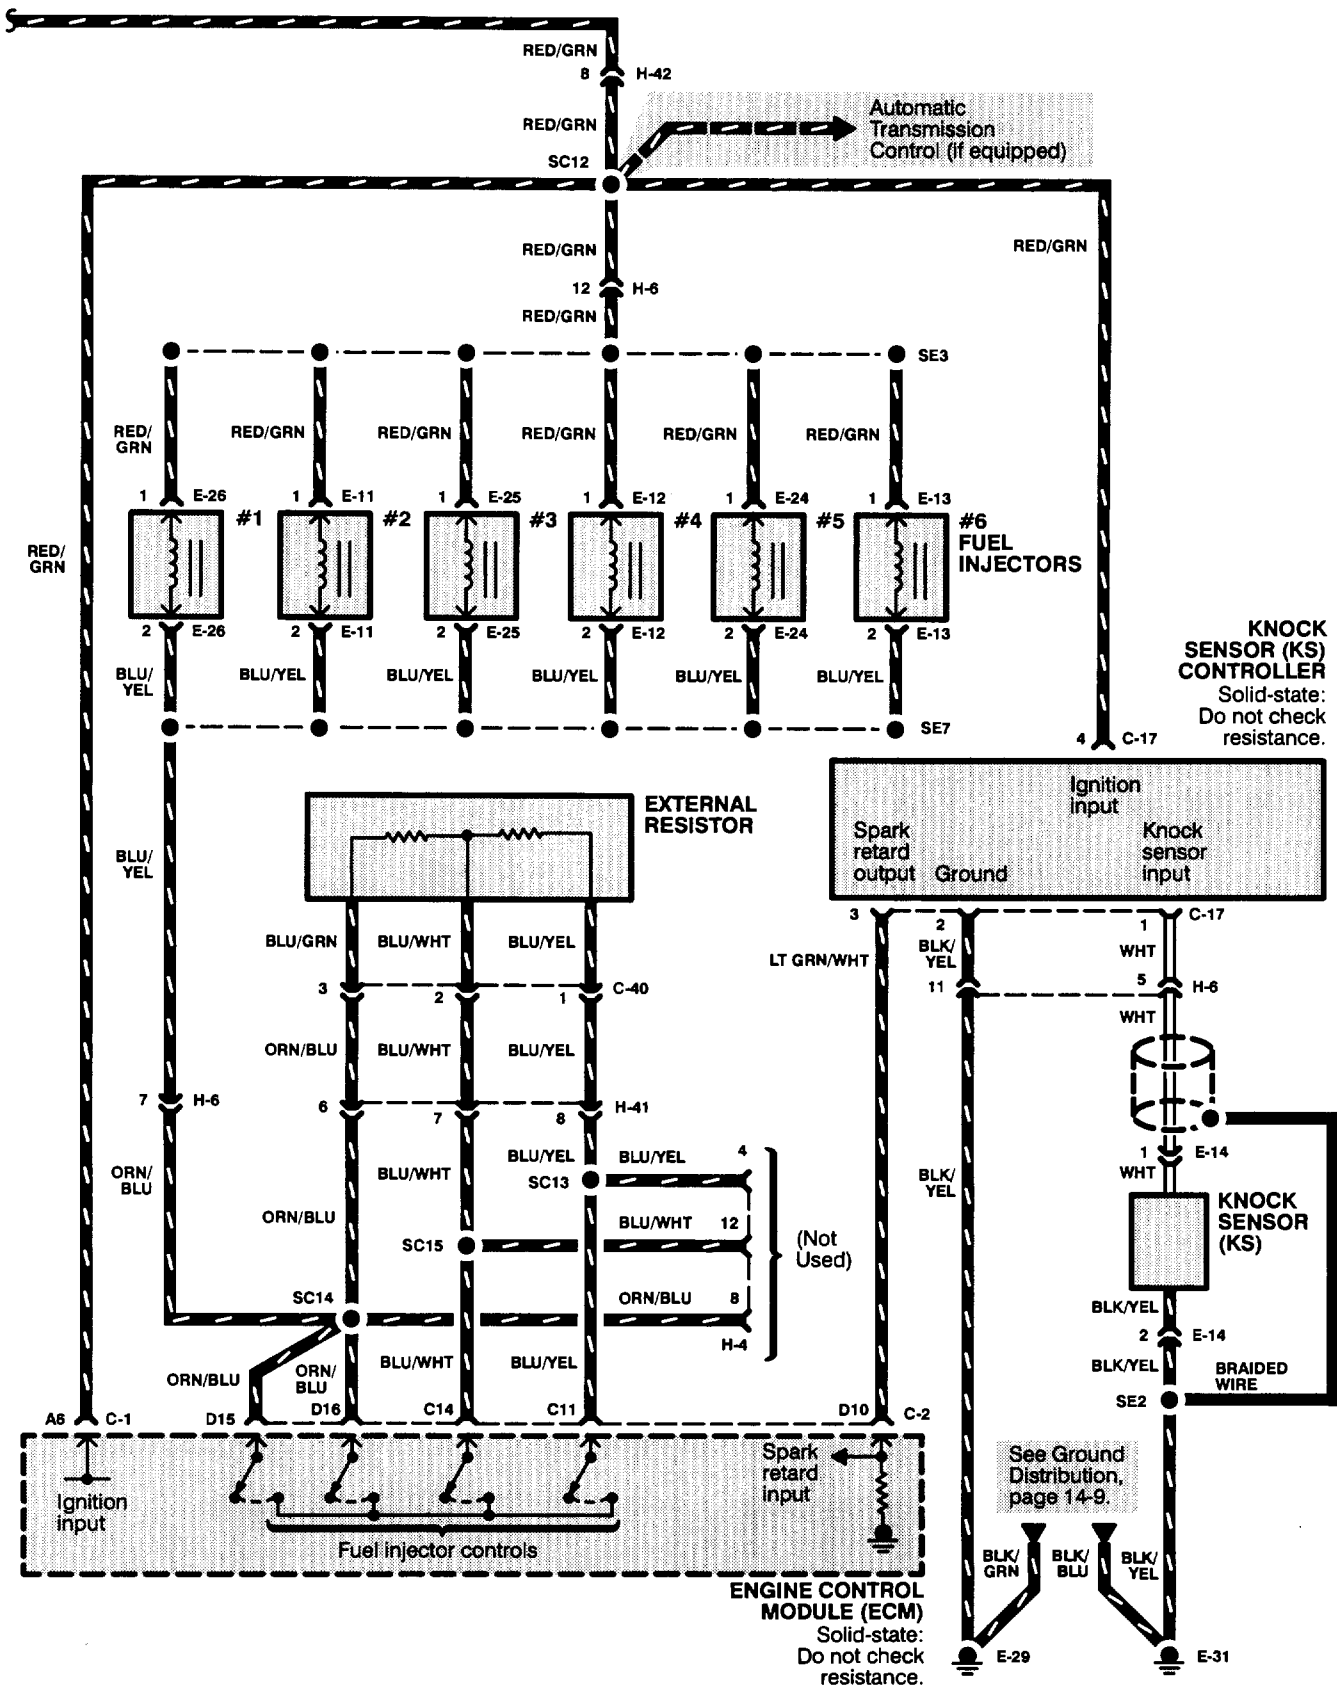 RED/GRN
8 H-42
RED/GRN
Automatic
Transmission
Control (if equipped)
SC12
RED/GRN
RED/GRN
12 H-6
RED/GRN
SE3
RED/
GRN
RED/GRN
RED/GRN
RED/GRN
RED/GRN
RED/GRN
1 E-26
1 E-11
1 E-25
1 E-12
1 E-24
1 E-13
#1
#2
#3
#4
#5
#6
FUEL
INJECTORS
RED/
GRN
2 E-26
2 E-11
2 E-25
2 E-12
2 E-24
2 E-13
BLU/
YEL
BLU/YEL
BLU/YEL
BLU/YEL
BLU/YEL
BLU/YEL
SE7
KNOCK
SENSOR (KS)
CONTROLLER
Solid-state:
Do not check
resistance.
4 C-17
Ignition
input
Spark
retard
output
Ground
Knock
sensor
input
EXTERNAL
RESISTOR
BLU/
YEL
3
2
1
C-17
BLU/GRN
BLU/WHT
BLU/YEL
LT GRN/WHT
BLK/
YEL
WHT
3
2
1
C-40
11
5
H-6
WHT
ORN/BLU
BLU/WHT
BLU/YEL
7 H-6
6
7
8
H-41
1 E-14
WHT
ORN/
BLU
BLU/WHT
BLU/YEL
SC13
BLU/YEL
4
BLK/
YEL
KNOCK
SENSOR
(KS)
ORN/BLU
SC15
BLU/WHT
12
(Not
Used)
SC14
ORN/BLU
8
H-4
BLK/YEL
2 E-14
BLK/YEL
BRAIDED
WIRE
SE2
ORN/BLU
ORN/
BLU
BLU/WHT
BLU/YEL
A6 C-1
D15
D16
C14
C11
D10
C-2
Ignition
input
Fuel injector controls
Spark
retard
input
See Ground
Distribution,
page 14-9.
BLK/
GRN
BLK/
BLU
BLK/
YEL
ENGINE CONTROL
MODULE (ECM)
Solid-state:
Do not check
resistance.
E-29
E-31